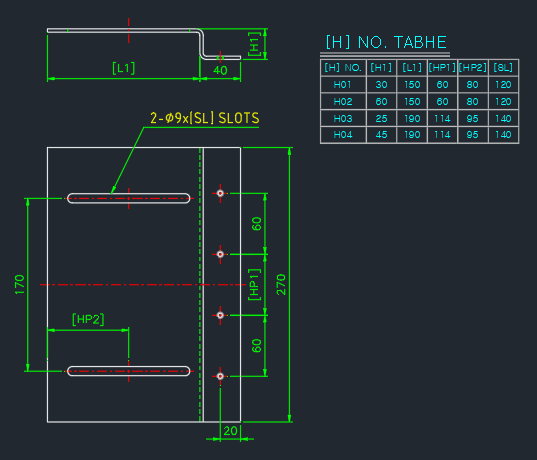 [H1]
[L1]
40
[H] NO. TABHE
[H] NO. [H1] [L1] [HP1] [HP2] [SL]
H01 30 150 60 80 120
H02 60 150 60 80 120
H03 25 190 114 95 140
H04 45 190 114 95 140
2-Ø9x[SL] SLOTS
60
170
[HP1]
270
[HP2]
60
20